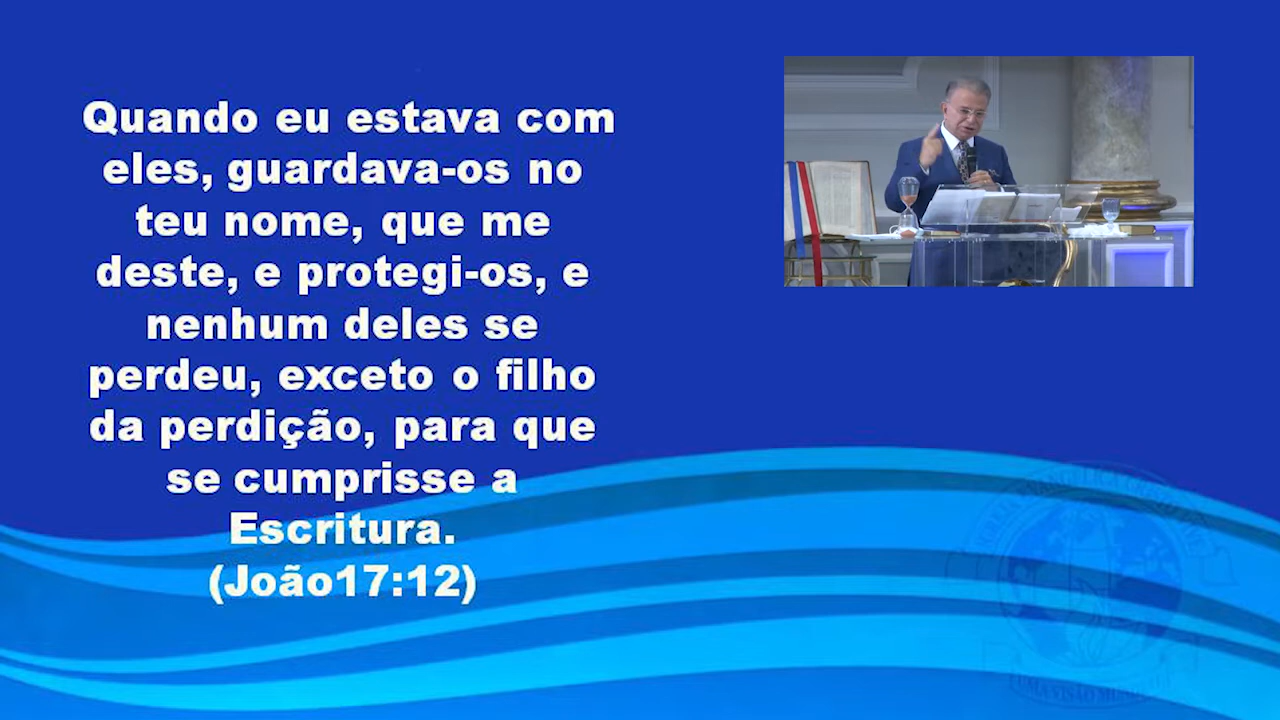 Quando eu estava com
eles, guardava-os no
teu nome, que me
deste, e protegi-os, e
nenhum deles se
perdeu, exceto o filho
da perdição, para que
se cumprisse a
Escritura.
(João17:12)